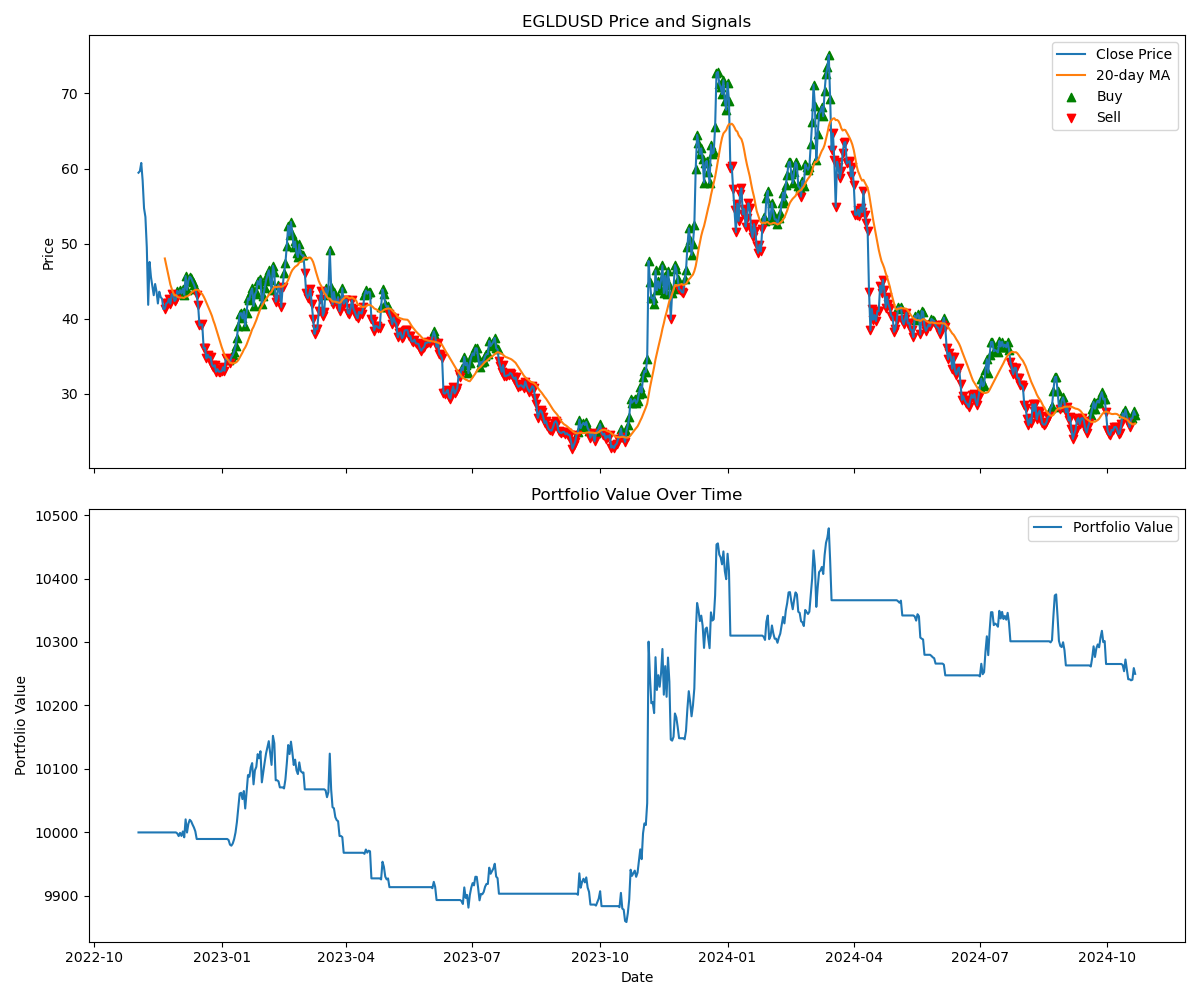 EGLDUSD Price and Signals
Price
70
60
50
40
30
Close Price
20-day MA
Buy
Sell
Portfolio Value Over Time
Portfolio Value
10500
10400
10300
10200
10100
10000
9900
Portfolio Value
2022-10 2023-01 2023-04 2023-07 2023-10 2024-01 2024-04 2024-07 2024-10
Date